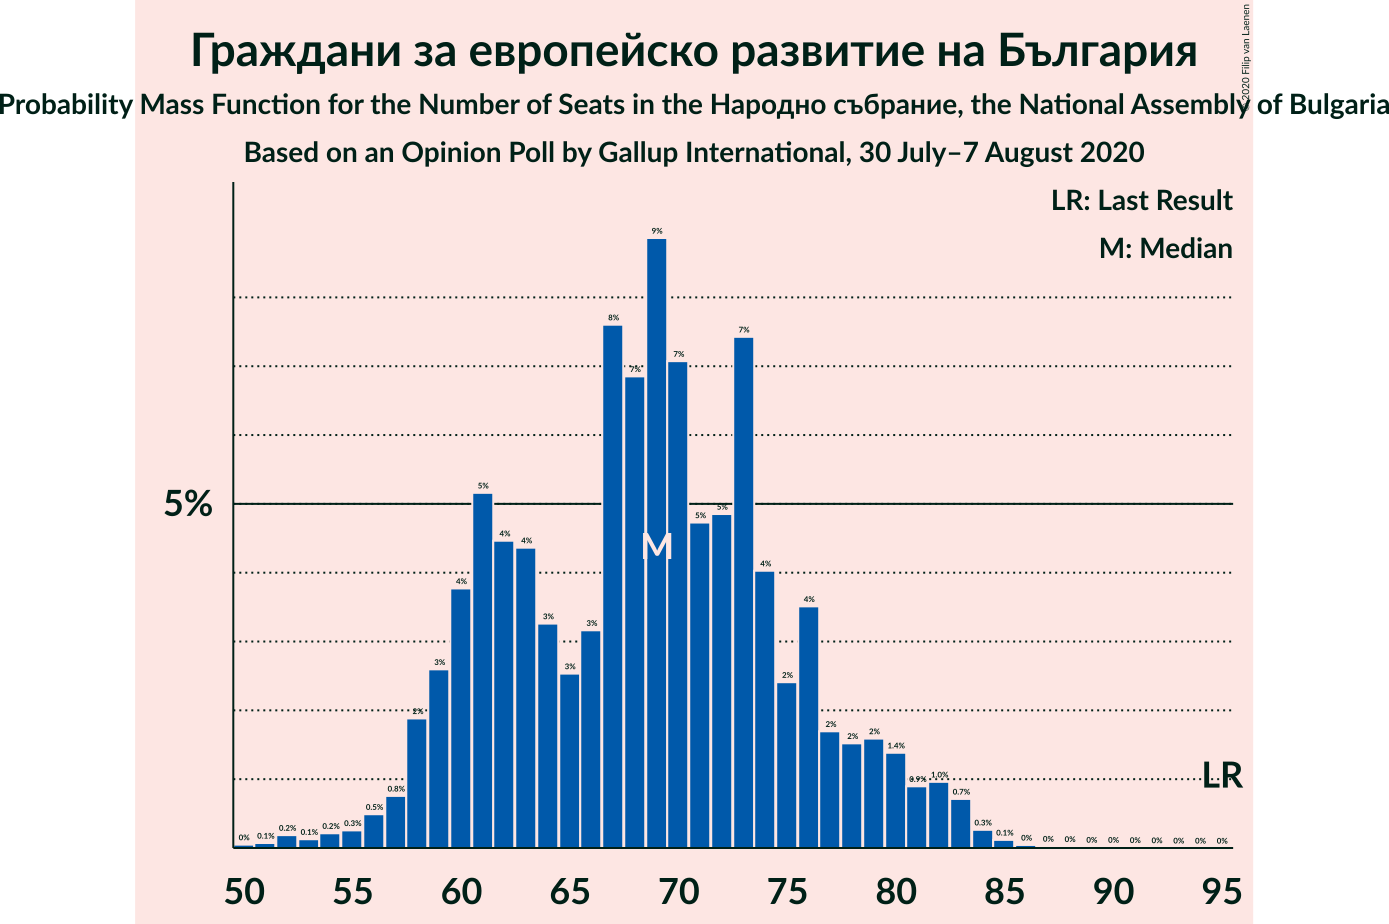 Граждани за европейско развитие на България
© 2020 Filip van Laenen
Probability Mass Function for the Number of Seats in the Народно събрание, the National Assembly of Bulgaria
Based on an Opinion Poll by Gallup International, 30 July–7 August 2020
LR: Last Result
M: Median
5%
0% 0.1% 0.2% 0.1% 0.2% 0.3% 0.5% 0.8% 2% 3% 4% 5% 4% 4% 3% 3% 3% 8% 7% 9% 7% 5% 5% 7% 4% 2% 4% 2% 2% 2% 1.4% 0.9% 1.0% 0.7% 0.3% 0.1% 0% 0% 0% 0% 0% 0% 0% 0% 0% 0%
M
LR
50 55 60 65 70 75 80 85 90 95